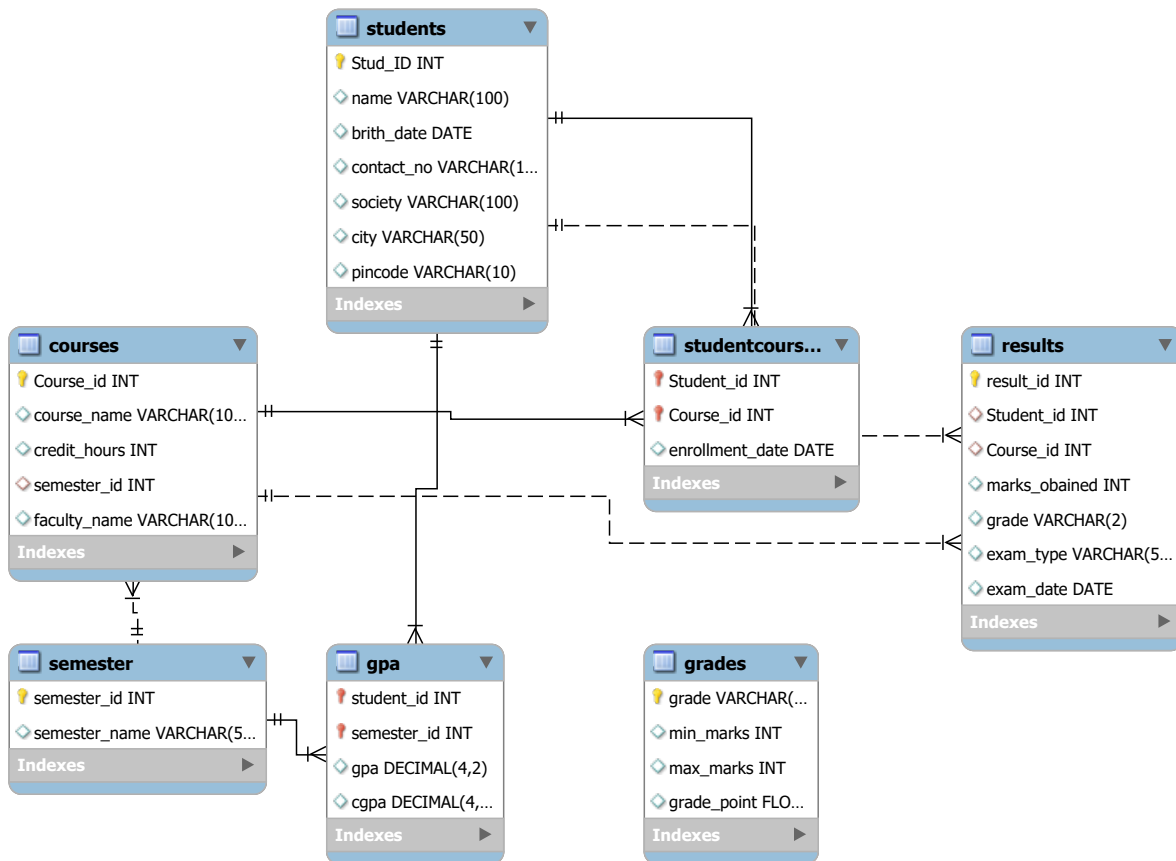 students
Stud_ID INT
name VARCHAR(100)
brith_date DATE
contact_no VARCHAR(1...
society VARCHAR(100)
city VARCHAR(50)
pincode VARCHAR(10)
Indexes
courses
Course_id INT
course_name VARCHAR(10...
credit_hours INT
semester_id INT
faculty_name VARCHAR(10...
Indexes
studentcours...
Student_id INT
Course_id INT
enrollment_date DATE
Indexes
results
result_id INT
Student_id INT
Course_id INT
marks_obained INT
grade VARCHAR(2)
exam_type VARCHAR(5...
exam_date DATE
Indexes
semester
semester_id INT
semester_name VARCHAR(5...
Indexes
gpa
student_id INT
semester_id INT
gpa DECIMAL(4,2)
cgpa DECIMAL(4,...
Indexes
grades
grade VARCHAR(...
min_marks INT
max_marks INT
grade_point FLO...
Indexes